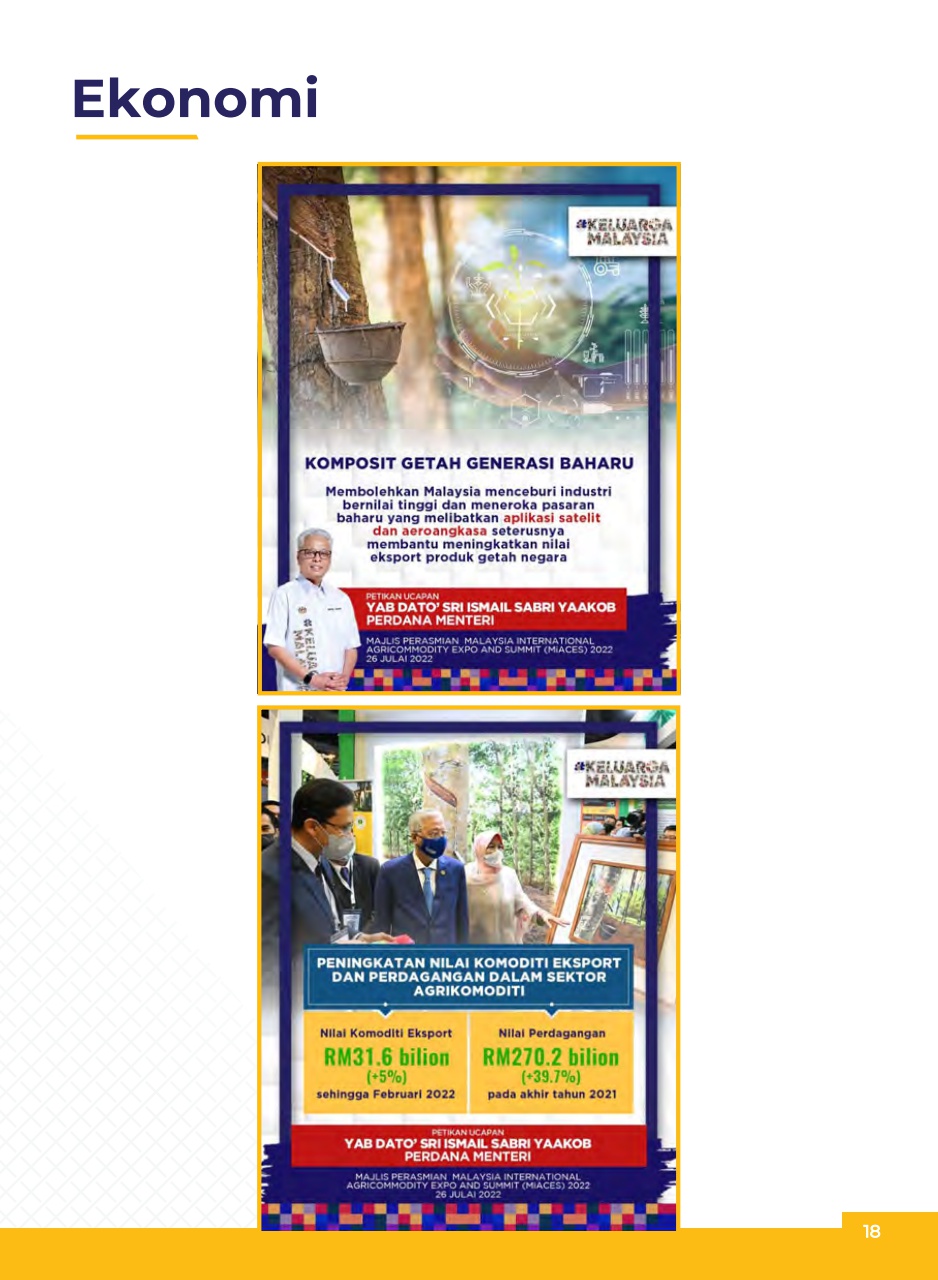 Ekonomi
#KELUARGA
MALAYSIA
KOMPOSIT GETAH GENERASI BAHARU
Membolehkan Malaysia menceburi industri
bernilai tinggi dan meneroka pasaran
baharu yang melibatkan aplikasi satelit
dan aeroangkasa seterusnya
membantu meningkatkan nilai
eksport produk getah negara
PETIKAN UCAPAN
YAB DATO' SRI ISMAIL SABRI YAAKOB
PERDANA MENTERI
MAJLIS PERASMIAN MALAYSIA INTERNATIONAL
AGRICOMMODITY EXPO AND SUMMIT (MIACES) 2022
26 JULAI 2022
#KELUARGA
MALAYSIA
PENINGKATAN NILAI KOMODITI EKSPORT
DAN PERDAGANGAN DALAM SEKTOR
AGRIKOMODITI
Nilai Komoditi Eksport
RM31.6 bilion
(+5%)
sehingga Februari 2022
Nilai Perdagangan
RM270.2 bilion
(+39.7%)
pada akhir tahun 2021
PETIKAN UCAPAN
YAB DATO' SRI ISMAIL SABRI YAAKOB
PERDANA MENTERI
MAJLIS PERASMIAN MALAYSIA INTERNATIONAL
AGRICOMMODITY EXPO AND SUMMIT (MiACES) 2022
26 JULAI 2022
18